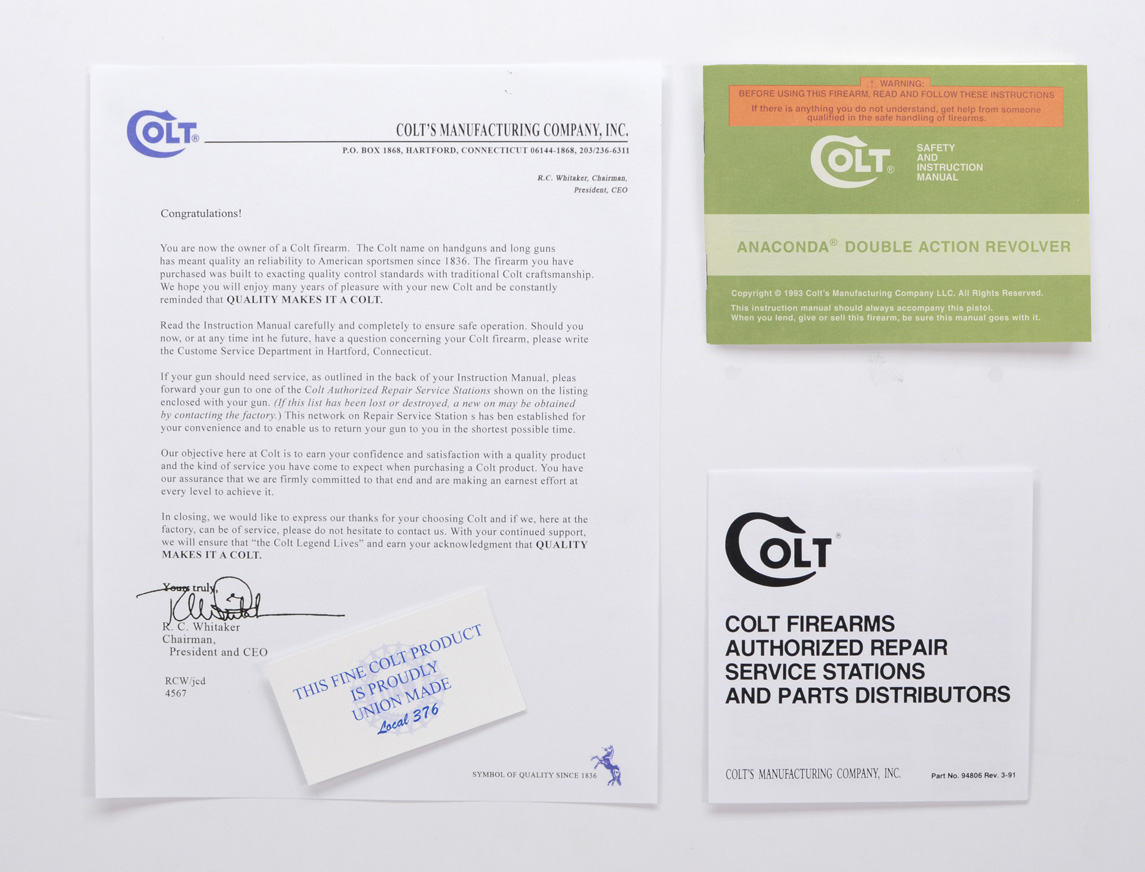 COLT®
COLT'S MANUFACTURING COMPANY, INC.
P.O. BOX 1868, HARTFORD, CONNECTICUT 06144-1868, 203/236-6311
R.C. Whitaker, Chairman,
President, CEO
Congratulations!
You are now the owner of a Colt firearm. The Colt name on handguns and long guns
has meant quality an reliability to American sportsmen since 1836. The firearm you have
purchased was built to exacting quality control standards with traditional Colt craftsmanship.
We hope you will enjoy many years of pleasure with your new Colt and be constantly
reminded that QUALITY MAKES IT A COLT.
Read the Instruction Manual carefully and completely to ensure safe operation. Should you
now, or at any time int he future, have a question concerning your Colt firearm, please write
the Custome Service Department in Hartford, Connecticut.
If your gun should need service, as outlined in the back of your Instruction Manual, pleas
forward your gun to one of the Colt Authorized Repair Service Stations shown on the listing
enclosed with your gun. (If this list has been lost or destroyed, a new on may be obtained
by contacting the factory.) This network on Repair Service Station s has ben established for
your convenience and to enable us to return your gun to you in the shortest possible time.
Our objective here at Colt is to earn your confidence and satisfaction with a quality product
and the kind of service you have come to expect when purchasing a Colt product. You have
our assurance that we are firmly committed to that end and are making an earnest effort at
every level to achieve it.
In closing, we would like to express our thanks for your choosing Colt and if we, here at the
factory, can be of service, please do not hesitate to contact us. With your continued support,
we will ensure that “the Colt Legend Lives” and earn your acknowledgment that QUALITY
MAKES IT A COLT.
Yours truly,
R. C. Whitaker
Chairman,
President and CEO
RCW/jcd
4567
THIS FINE COLT PRODUCT
IS PROUDLY
UNION MADE
Local 376
SYMBOL OF QUALITY SINCE 1836
⚠ WARNING:
BEFORE USING THIS FIREARM, READ AND FOLLOW THESE INSTRUCTIONS
If there is anything you do not understand, get help from someone
qualified in the safe handling of firearms.
COLT®
SAFETY
AND
INSTRUCTION
MANUAL
ANACONDA® DOUBLE ACTION REVOLVER
Copyright © 1993 Colt's Manufacturing Company LLC. All Rights Reserved.
This instruction manual should always accompany this pistol.
When you lend, give or sell this firearm, be sure this manual goes with it.
COLT®
COLT FIREARMS
AUTHORIZED REPAIR
SERVICE STATIONS
AND PARTS DISTRIBUTORS
COLT'S MANUFACTURING COMPANY, INC.
Part No. 94806 Rev. 3-91